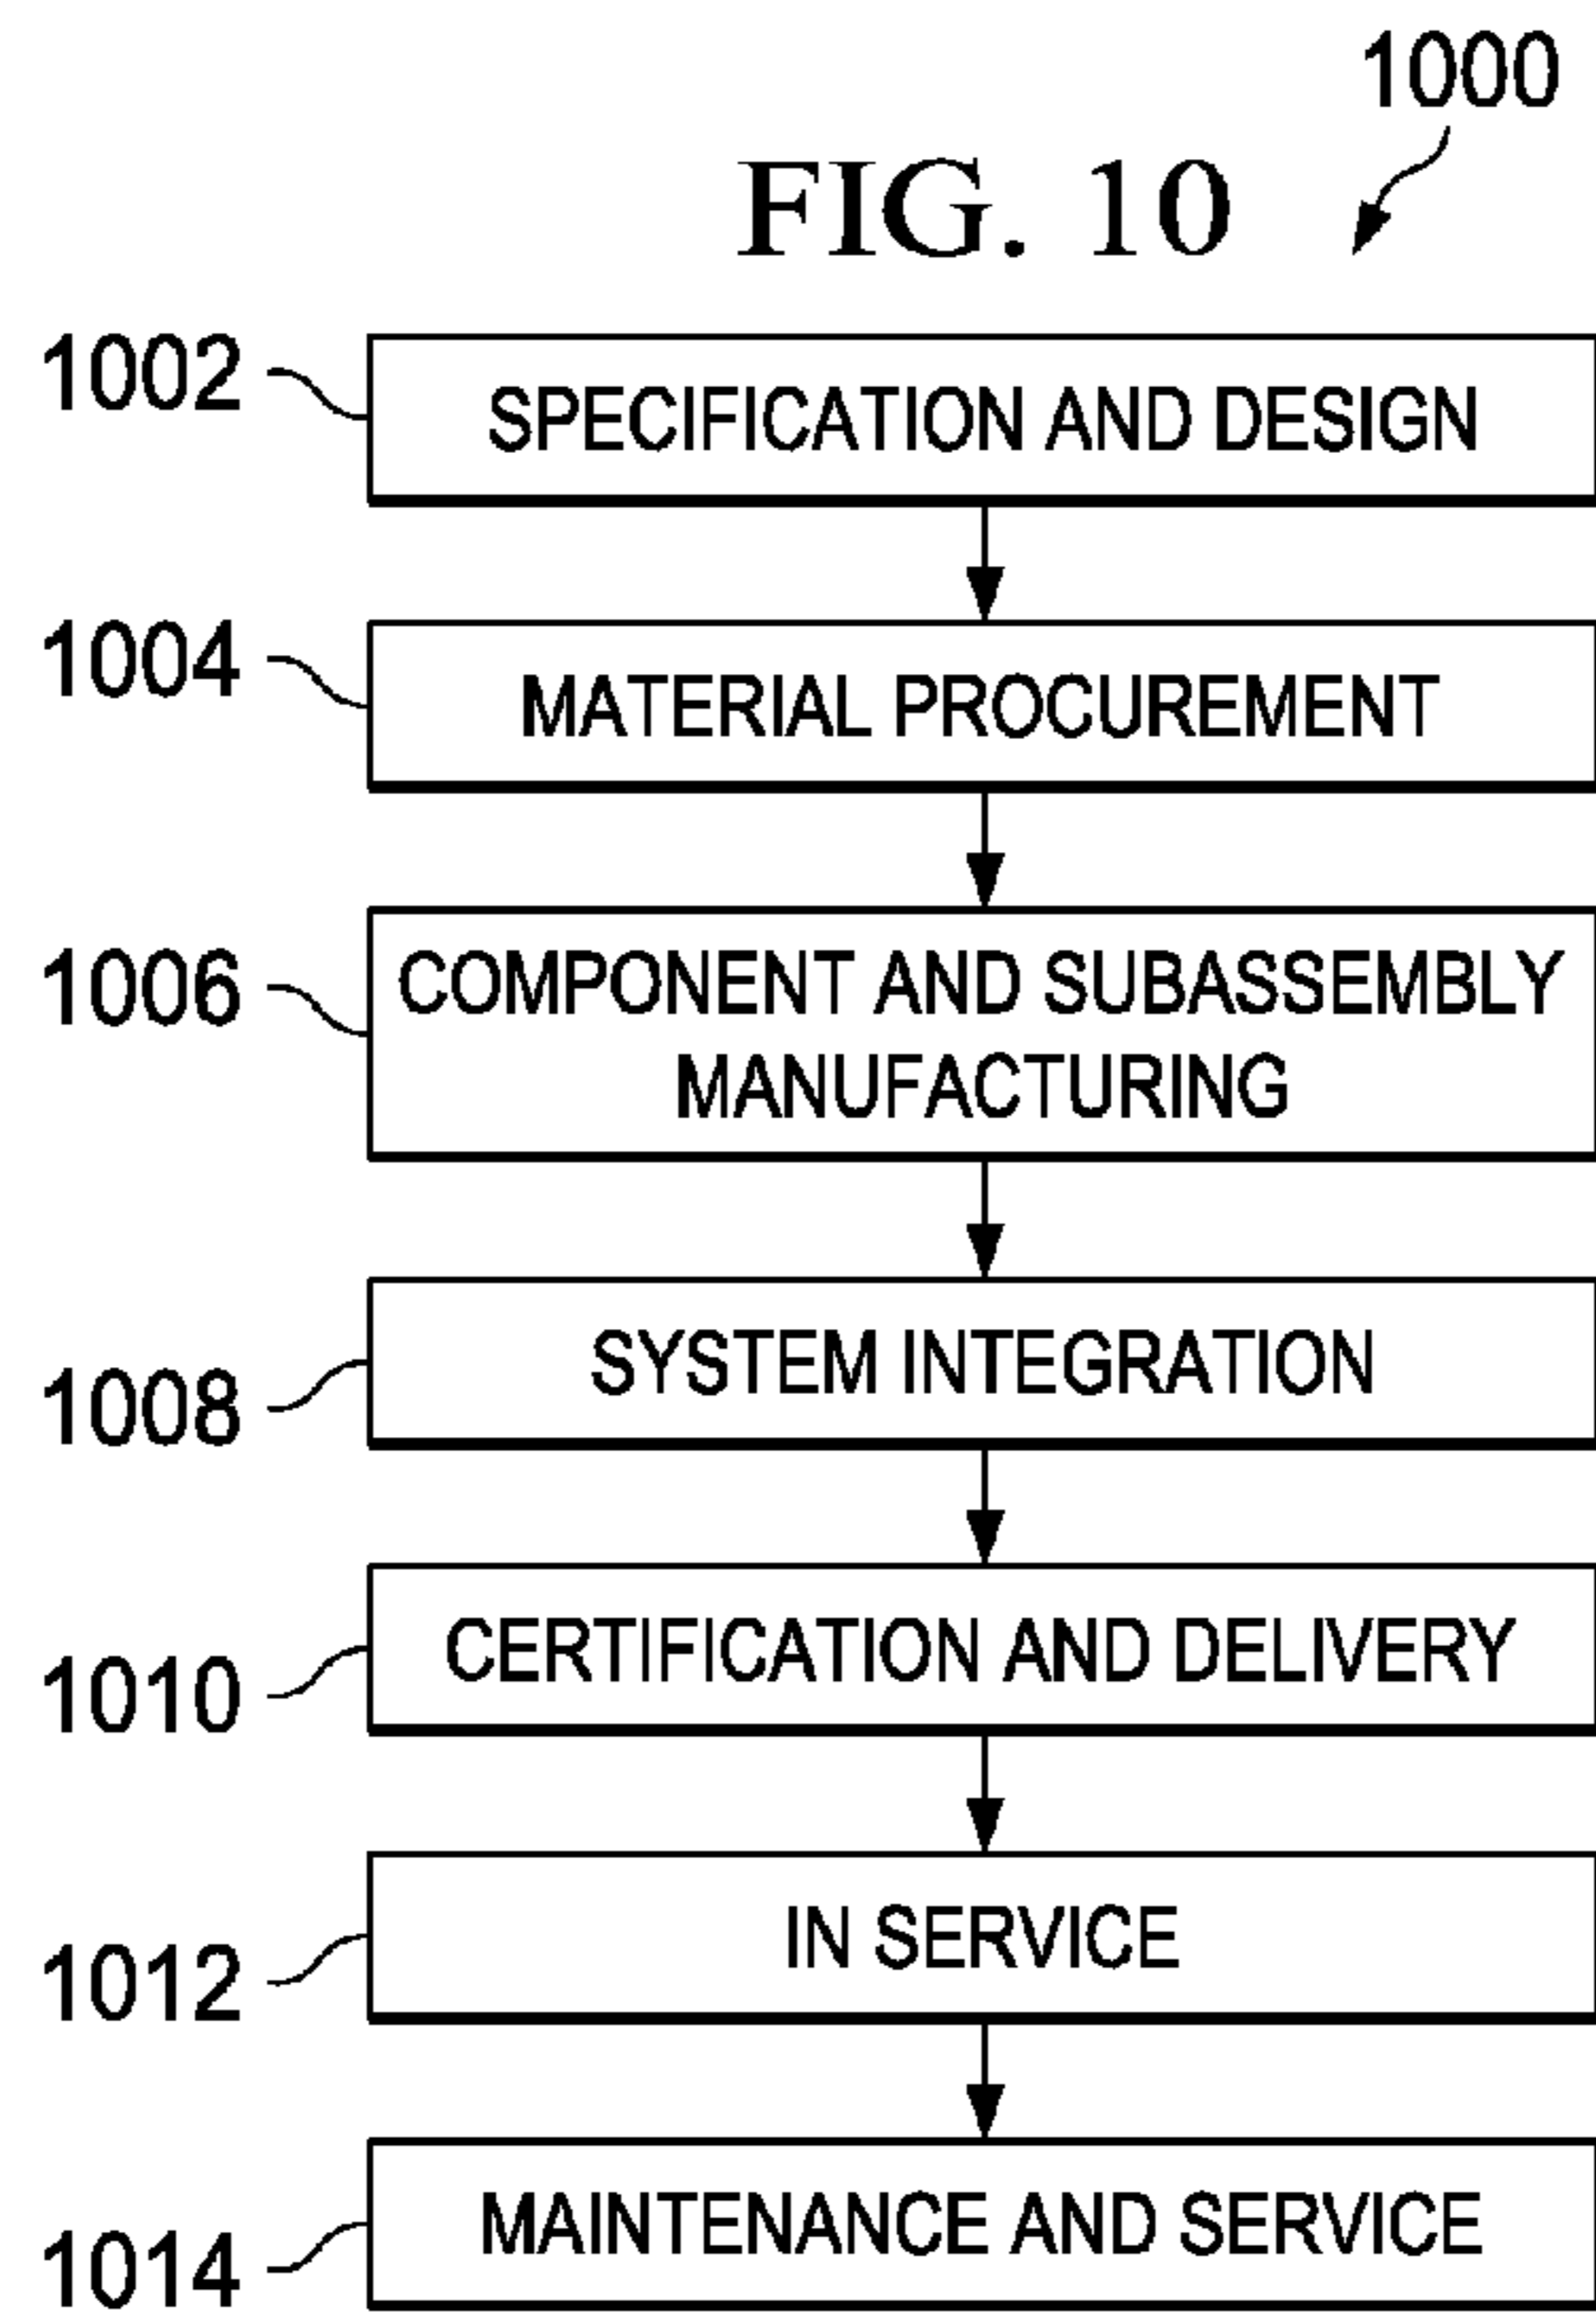 1000
FIG. 10
1002
SPECIFICATION AND DESIGN
1004
MATERIAL PROCUREMENT
1006
COMPONENT AND SUBASSEMBLY
MANUFACTURING
1008
SYSTEM INTEGRATION
1010
CERTIFICATION AND DELIVERY
1012
IN SERVICE
1014
MAINTENANCE AND SERVICE